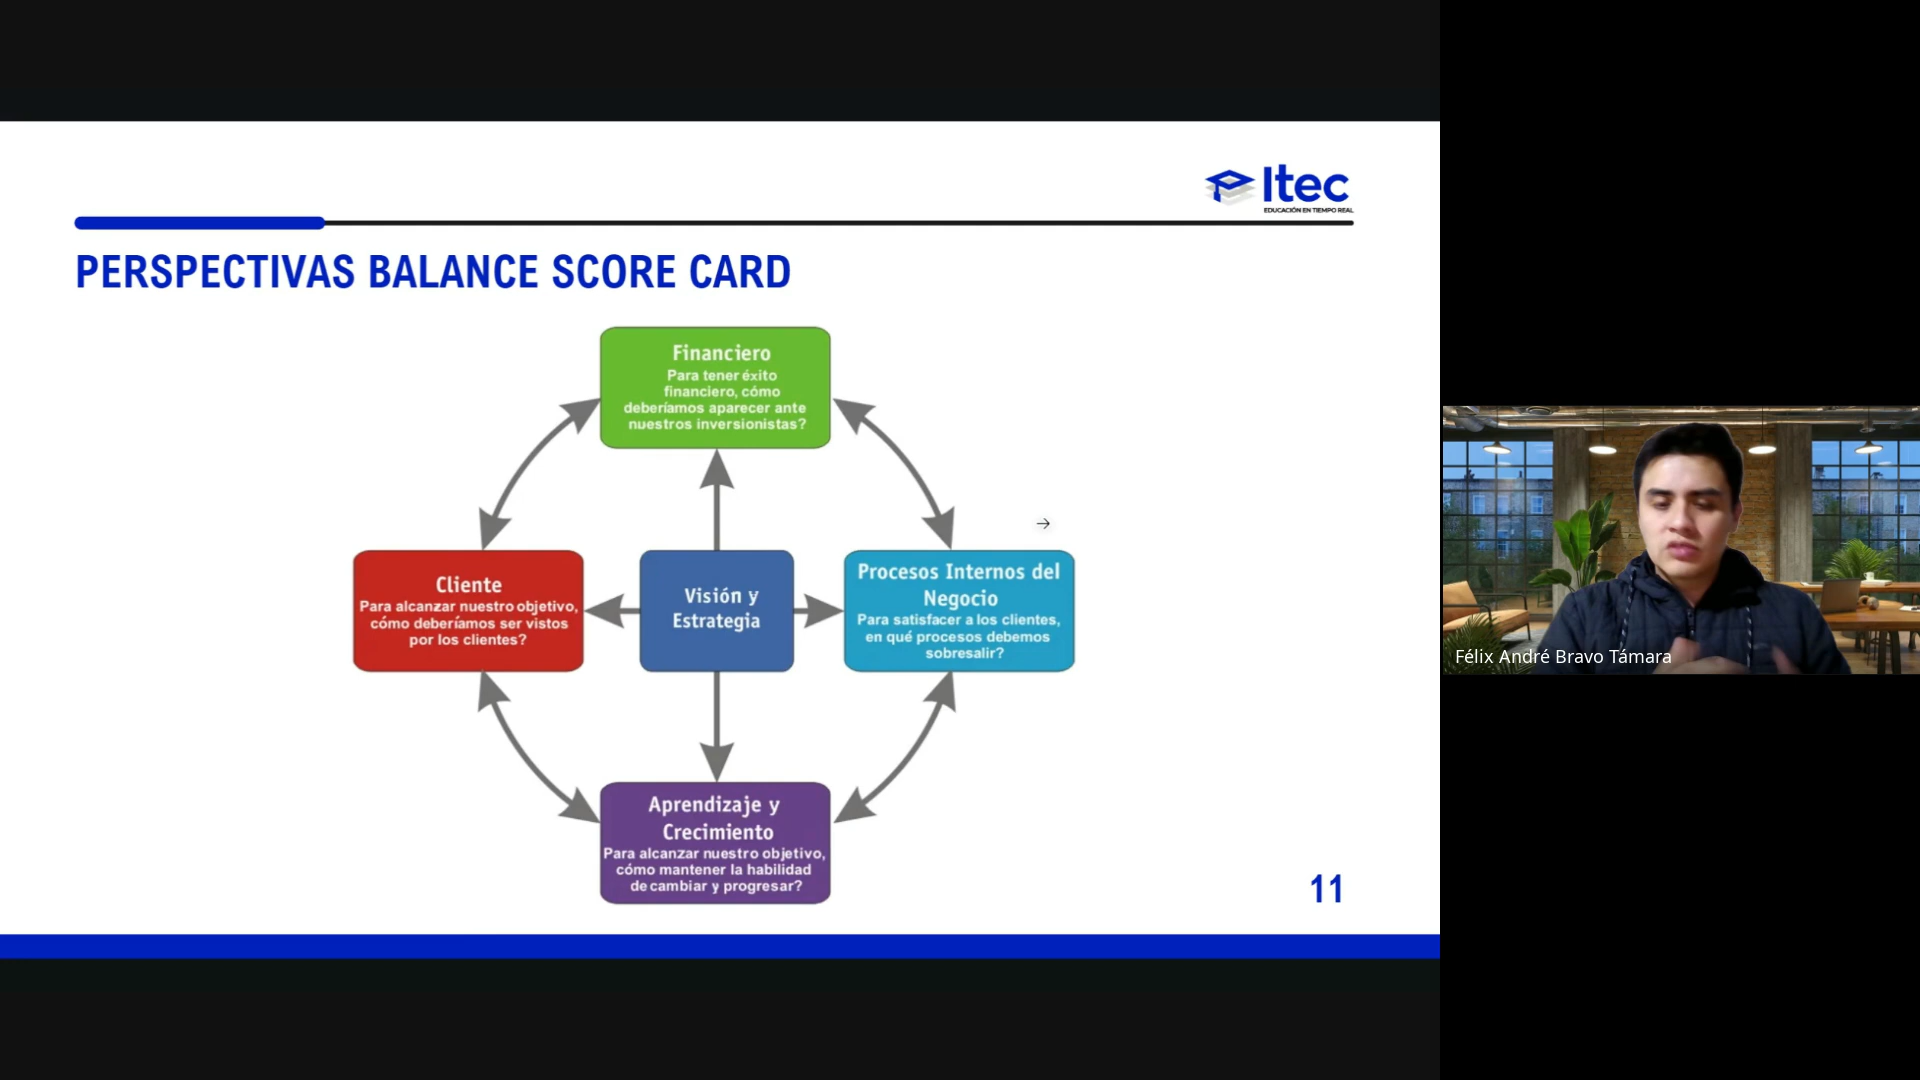 Itec
EDUCACIÓN EN TIEMPO REAL
PERSPECTIVAS BALANCE SCORE CARD
Financiero
Para tener éxito
financiero, cómo
deberíamos aparecer ante
nuestros inversionistas?
Cliente
Para alcanzar nuestro objetivo,
cómo deberíamos ser vistos
por los clientes?
Visión y
Estrategia
Procesos Internos del
Negocio
Para satisfacer a los clientes,
en qué procesos debemos
sobresalir?
Aprendizaje y
Crecimiento
Para alcanzar nuestro objetivo,
cómo mantener la habilidad
de cambiar y progresar?
11
Félix André Bravo Támara